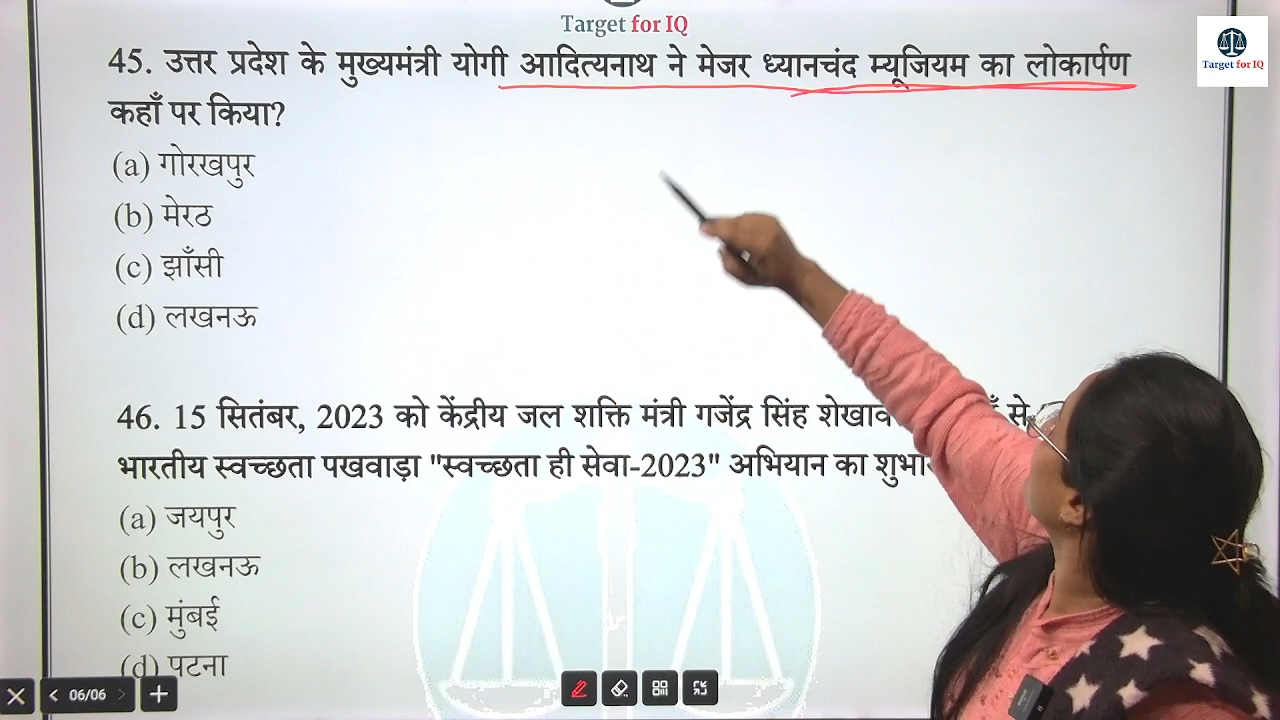 Target for IQ
Target for IQ
45. उत्तर प्रदेश के मुख्यमंत्री योगी आदित्यनाथ ने मेजर ध्यानचंद म्यूजियम का लोकार्पण
कहाँ पर किया?
(a) गोरखपुर
(b) मेरठ
(c) झाँसी
(d) लखनऊ
46. 15 सितंबर, 2023 को केंद्रीय जल शक्ति मंत्री गजेंद्र सिंह से
भारतीय स्वच्छता पखवाड़ा "स्वच्छता ही सेवा-2023" अभियान का
(a) जयपुर
(b) लखनऊ
(c) मुंबई
(d) पटना
06/06